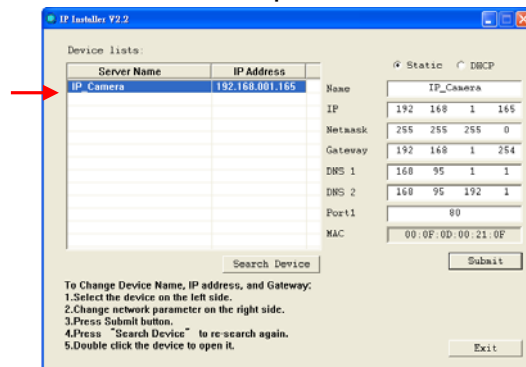 IP Installer V2.2
Device lists:
Server Name IP Address
IP_Camera 192.168.001.165
Static DHCP
Name IP_Camera
IP 192 168 1 165
Netmask 255 255 255 0
Gateway 192 168 1 254
DNS 1 168 95 1 1
DNS 2 168 95 192 1
Port1 80
MAC 00:0F:0D:00:21:0F
Search Device
Submit
To Change Device Name, IP address, and Gateway:
1.Select the device on the left side.
2.Change network parameter on the right side.
3.Press Submit button.
4.Press "Search Device" to re-search again.
5.Double click the device to open it.
Exit